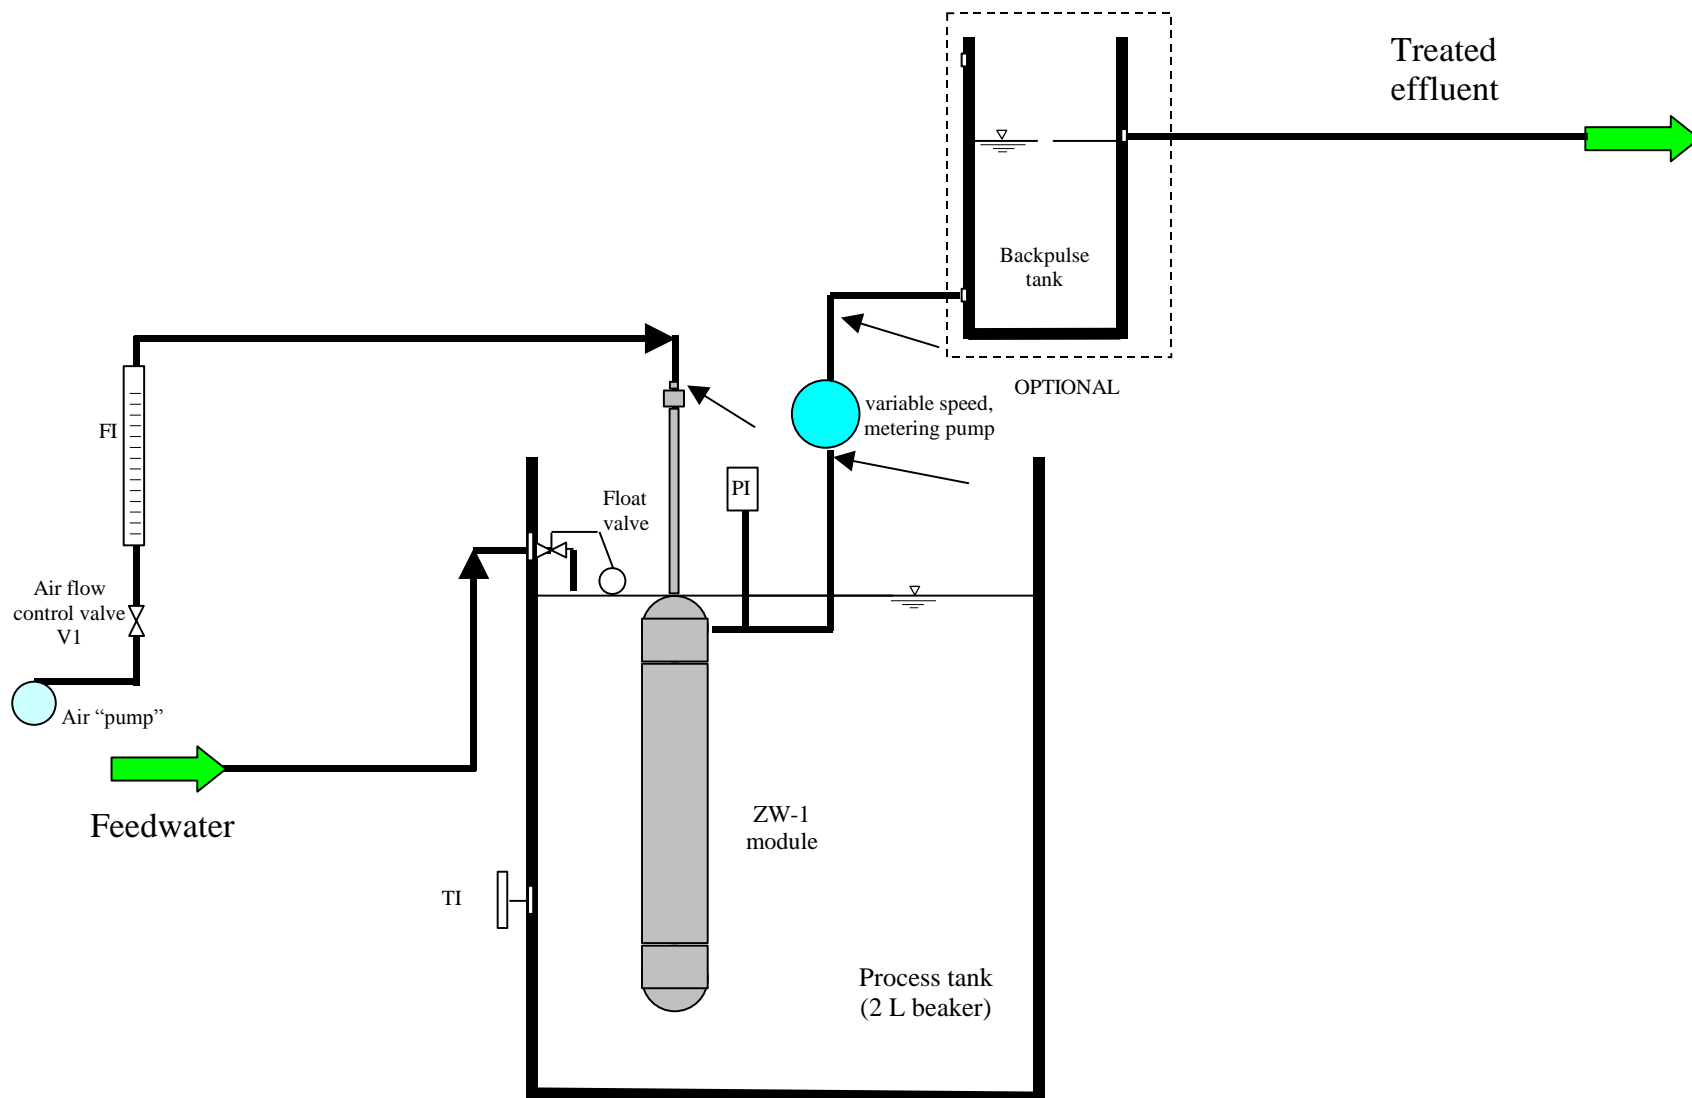 Treated
effluent
Backpulse
tank
OPTIONAL
variable speed,
metering pump
FI
PI
Float
valve
Air flow
control valve
V1
Air “pump”
Feedwater
ZW-1
module
TI
Process tank
(2 L beaker)